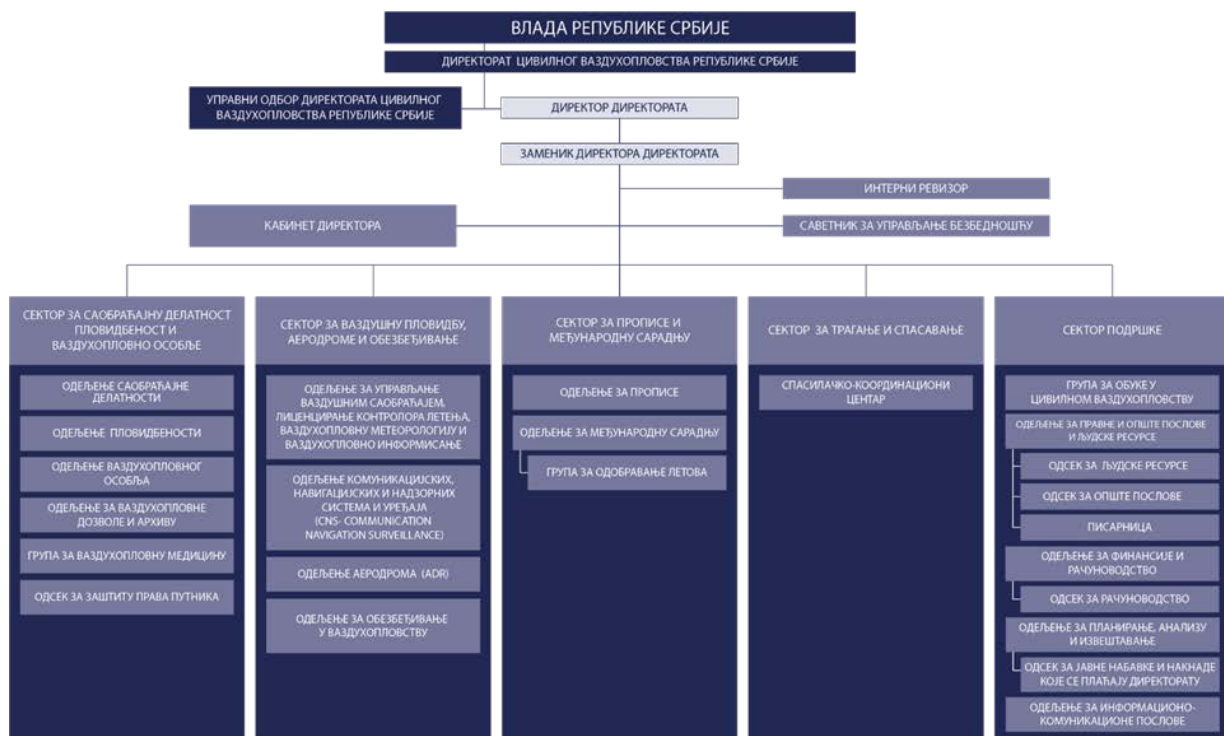 ВЛАДА РЕПУБЛИКЕ СРБИЈЕ
ДИРЕКТОРАТ ЦИВИЛНОГ ВАЗДУХОПЛОВСТВА РЕПУБЛИКЕ СРБИЈЕ
УПРАВНИ ОДБОР ДИРЕКТОРАТА ЦИВИЛНОГ
ВАЗДУХОПЛОВСТВА РЕПУБЛИКЕ СРБИЈЕ
ДИРЕКТОР ДИРЕКТОРАТА
ЗАМЕНИК ДИРЕКТОРА ДИРЕКТОРАТА
ИНТЕРНИ РЕВИЗОР
КАБИНЕТ ДИРЕКТОРА
САВЕТНИК ЗА УПРАВЉАЊЕ БЕЗБЕДНОШЋУ
СЕКТОР ЗА САОБРАЋАЈНУ ДЕЛАТНОСТ
ПЛОВИДБЕНОСТ И
ВАЗДУХОПЛОВНО ОСОБЉЕ
ОДЕЉЕЊЕ САОБРАЋАЈНЕ
ДЕЛАТНОСТИ
ОДЕЉЕЊЕ ПЛОВИДБЕНОСТИ
ОДЕЉЕЊЕ ВАЗДУХОПЛОВНОГ
ОСОБЉА
ОДЕЉЕЊЕ ЗА ВАЗДУХОПЛОВНЕ
ДОЗВОЛЕ И АРХИВУ
ГРУПА ЗА ВАЗДУХОПЛОВНУ МЕДИЦИНУ
ОДСЕК ЗА ЗАШТИТУ ПРАВА ПУТНИКА
СЕКТОР ЗА ВАЗДУШНУ ПЛОВИДБУ,
АЕРОДРОМЕ И ОБЕЗБЕЂИВАЊЕ
ОДЕЉЕЊЕ ЗА УПРАВЉАЊЕ
ВАЗДУШНИМ САОБРАЋАЈЕМ,
ЛИЦЕНЦИРАЊЕ КОНТРОЛОРА ЛЕТЕЊА,
ВАЗДУХОПЛОВНУ МЕТЕОРОЛОГИЈУ И
ВАЗДУХОПЛОВНО ИНФОРМИСАЊЕ
ОДЕЉЕЊЕ КОМУНИКАЦИЈСКИХ,
НАВИГАЦИЈСКИХ И НАДЗОРНИХ
СИСТЕМА И УРЕЂАЈА
(CNS- COMMUNICATION
NAVIGATION SURVEILLANCE)
ОДЕЉЕЊЕ АЕРОДРОМА (ADR)
ОДЕЉЕЊЕ ЗА ОБЕЗБЕЂИВАЊЕ
У ВАЗДУХОПЛОВСТВУ
СЕКТОР ЗА ПРОПИСЕ И
МЕЂУНАРОДНУ САРАДЊУ
ОДЕЉЕЊЕ ЗА ПРОПИСЕ
ОДЕЉЕЊЕ ЗА МЕЂУНАРОДНУ САРАДЊУ
ГРУПА ЗА ОДОБРАВАЊЕ ЛЕТОВА
СЕКТОР ЗА ТРАГАЊЕ И СПАСАВАЊЕ
СПАСИЛАЧКО-КООРДИНАЦИОНИ
ЦЕНТАР
СЕКТОР ПОДРШКЕ
ГРУПА ЗА ОБУКЕ У
ЦИВИЛНОМ ВАЗДУХОПЛОВСТВУ
ОДЕЉЕЊЕ ЗА ПРАВНЕ И ОПШТЕ ПОСЛОВЕ
И ЉУДСКЕ РЕСУРСЕ
ОДСЕК ЗА ЉУДСКЕ РЕСУРСЕ
ОДСЕК ЗА ОПШТЕ ПОСЛОВЕ
ПИСАРНИЦА
ОДЕЉЕЊЕ ЗА ФИНАНСИЈЕ И
РАЧУНОВОДСТВО
ОДСЕК ЗА РАЧУНОВОДСТВО
ОДЕЉЕЊЕ ЗА ПЛАНИРАЊЕ, АНАЛИЗУ
И ИЗВЕШТАВАЊЕ
ОДСЕК ЗА ЈАВНЕ НАБАВКЕ И НАКНАДЕ
КОЈЕ СЕ ПЛАЋАЈУ ДИРЕКТОРАТУ
ОДЕЉЕЊЕ ЗА ИНФОРМАЦИОНО-
КОМУНИКАЦИОНЕ ПОСЛОВЕ